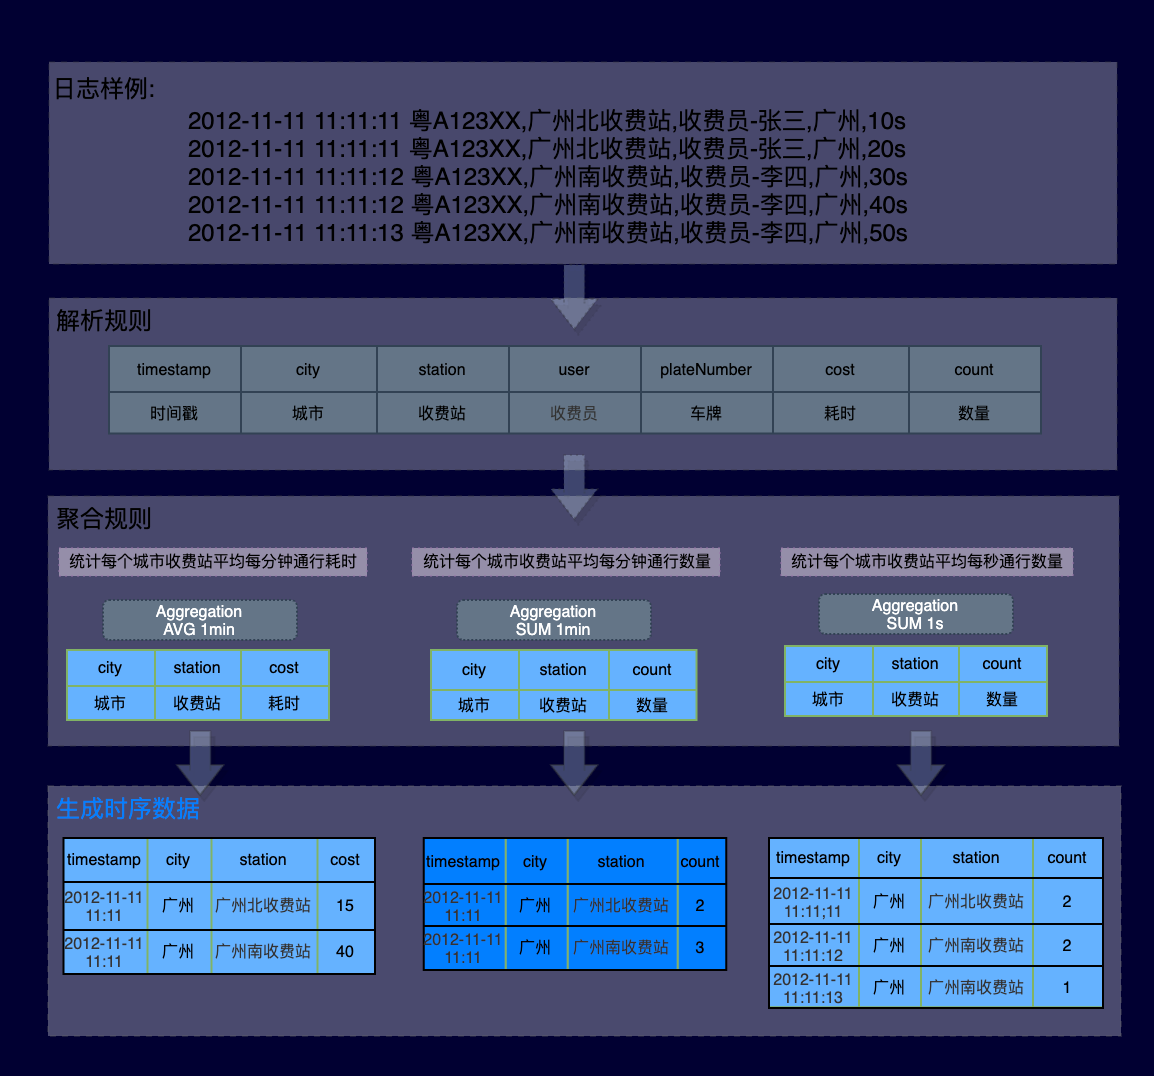 日志样例:
2012-11-11 11:11:11 粤A123XX,广州北收费站,收费员-张三,广州,10s
2012-11-11 11:11:11 粤A123XX,广州北收费站,收费员-张三,广州,20s
2012-11-11 11:11:12 粤A123XX,广州南收费站,收费员-李四,广州,30s
2012-11-11 11:11:12 粤A123XX,广州南收费站,收费员-李四,广州,40s
2012-11-11 11:11:13 粤A123XX,广州南收费站,收费员-李四,广州,50s
解析规则
timestamp city station user plateNumber cost count
时间戳 城市 收费站 收费员 车牌 耗时 数量
聚合规则
统计每个城市收费站平均每分钟通行耗时
Aggregation
AVG 1min
city station cost
城市 收费站 耗时
统计每个城市收费站平均每分钟通行数量
Aggregation
SUM 1min
city station count
城市 收费站 数量
统计每个城市收费站平均每秒通行数量
Aggregation
SUM 1s
city station count
城市 收费站 数量
生成时序数据
timestamp city station cost
2012-11-11
11:11 广州 广州北收费站 15
2012-11-11
11:11 广州 广州南收费站 40
timestamp city station count
2012-11-11
11:11 广州 广州北收费站 2
2012-11-11
11:11 广州 广州南收费站 3
timestamp city station count
2012-11-11
11:11;11 广州 广州北收费站 2
2012-11-11
11:11:12 广州 广州南收费站 2
2012-11-11
11:11:13 广州 广州南收费站 1